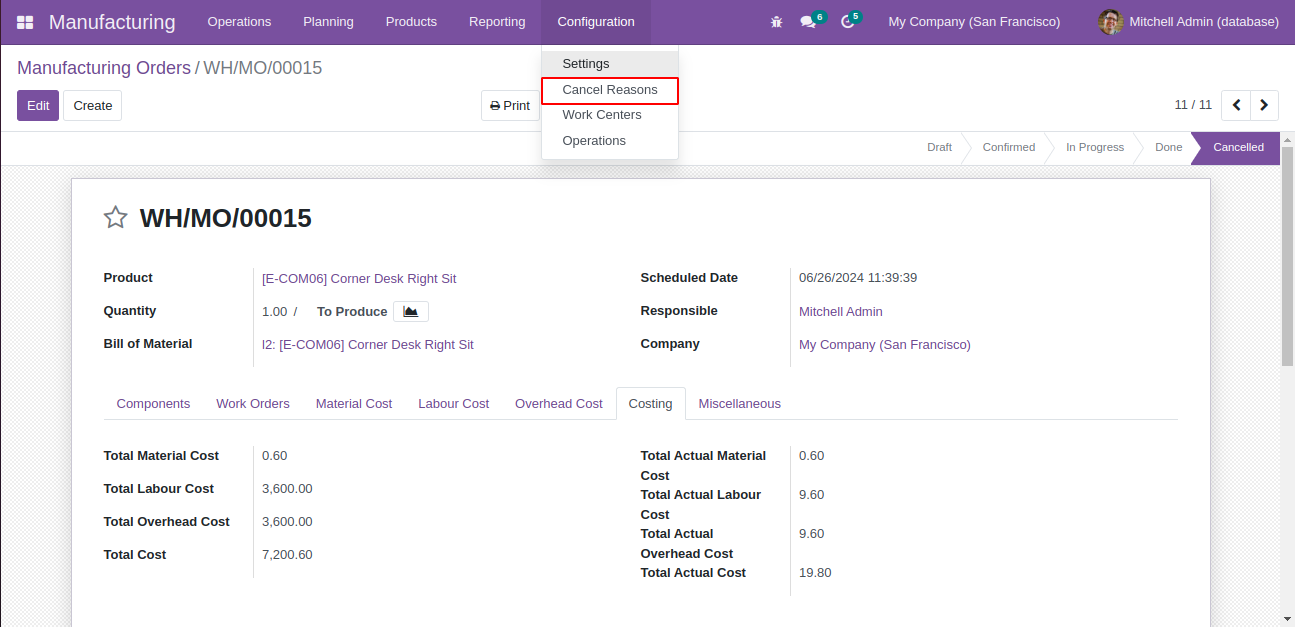 Manufacturing Operations Planning Products Reporting Configuration 6 5 My Company (San Francisco) Mitchell Admin (database)
Manufacturing Orders / WH/MO/00015
Settings
Cancel Reasons
Work Centers
Operations
Edit Create Print 11 / 11
Draft Confirmed In Progress Done Cancelled
WH/MO/00015
Product [E-COM06] Corner Desk Right Sit
Quantity 1.00 / To Produce
Bill of Material l2: [E-COM06] Corner Desk Right Sit
Scheduled Date 06/26/2024 11:39:39
Responsible Mitchell Admin
Company My Company (San Francisco)
Components Work Orders Material Cost Labour Cost Overhead Cost Costing Miscellaneous
Total Material Cost 0.60
Total Labour Cost 3,600.00
Total Overhead Cost 3,600.00
Total Cost 7,200.60
Total Actual Material 0.60
Cost
Total Actual Labour 9.60
Cost
Total Actual 9.60
Overhead Cost
Total Actual Cost 19.80